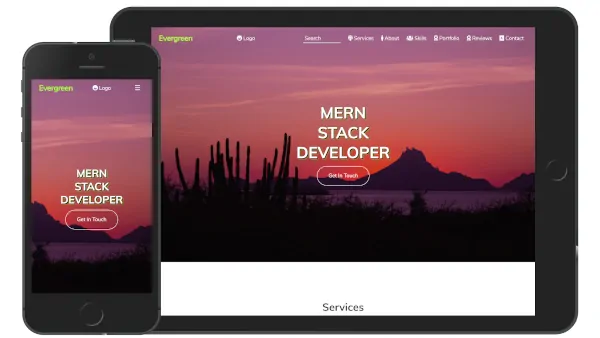 Evergreen
Logo
☰
MERN
STACK
DEVELOPER
Get In Touch
Evergreen Logo Search Services About Skills Portfolio Reviews Contact
MERN
STACK
DEVELOPER
Get In Touch
Services